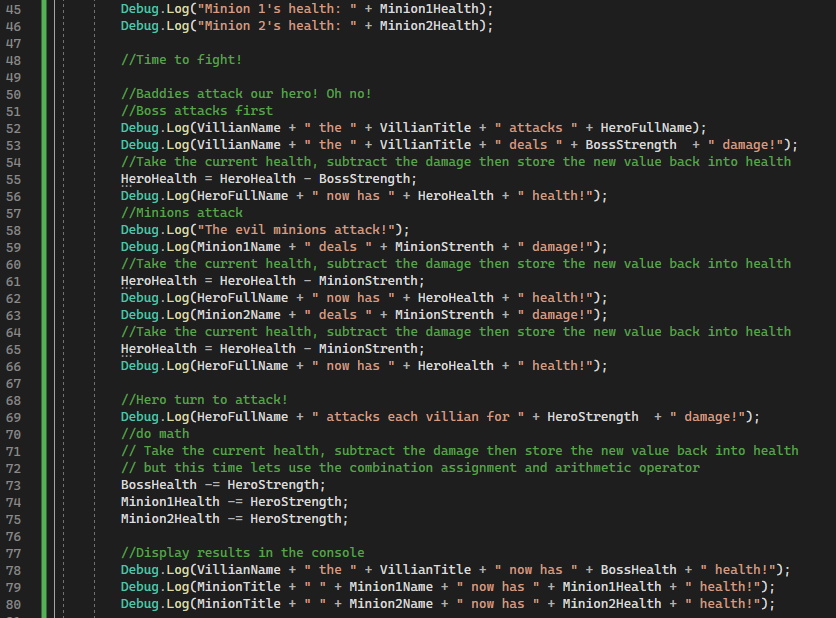 45 Debug.Log("Minion 1's health: " + Minion1Health);
46 Debug.Log("Minion 2's health: " + Minion2Health);
47
48 //Time to fight!
49
50 //Baddies attack our hero! Oh no!
51 //Boss attacks first
52 Debug.Log(VillianName + " the " + VillianTitle + " attacks " + HeroFullName);
53 Debug.Log(VillianName + " the " + VillianTitle + " deals " + BossStrength  + " damage!");
54 //Take the current health, subtract the damage then store the new value back into health
55 HeroHealth = HeroHealth - BossStrength;
56 Debug.Log(HeroFullName + " now has " + HeroHealth + " health!");
57 //Minions attack
58 Debug.Log("The evil minions attack!");
59 Debug.Log(Minion1Name + " deals " + MinionStrenth + " damage!");
60 //Take the current health, subtract the damage then store the new value back into health
61 HeroHealth = HeroHealth - MinionStrenth;
62 Debug.Log(HeroFullName + " now has " + HeroHealth + " health!");
63 Debug.Log(Minion2Name + " deals " + MinionStrenth + " damage!");
64 //Take the current health, subtract the damage then store the new value back into health
65 HeroHealth = HeroHealth - MinionStrenth;
66 Debug.Log(HeroFullName + " now has " + HeroHealth + " health!");
67
68 //Hero turn to attack!
69 Debug.Log(HeroFullName + " attacks each villian for " + HeroStrength  + " damage!");
70 //do math
71 // Take the current health, subtract the damage then store the new value back into health
72 // but this time lets use the combination assignment and arithmetic operator
73 BossHealth -= HeroStrength;
74 Minion1Health -= HeroStrength;
75 Minion2Health -= HeroStrength;
76
77 //Display results in the console
78 Debug.Log(VillianName + " the " + VillianTitle + " now has " + BossHealth + " health!");
79 Debug.Log(MinionTitle + " " + Minion1Name + " now has " + Minion1Health + " health!");
80 Debug.Log(MinionTitle + " " + Minion2Name + " now has " + Minion2Health + " health!");